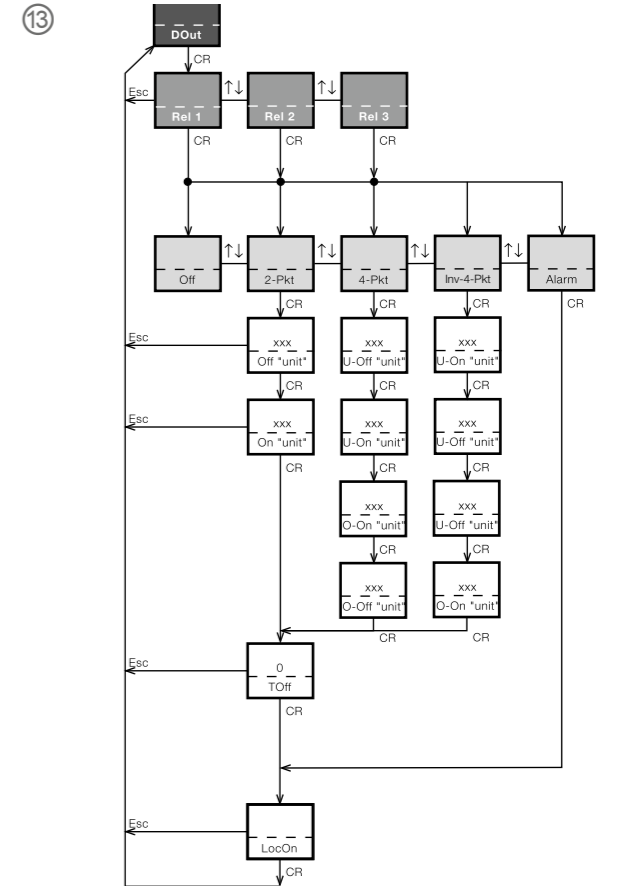 ⑬
DOut
CR
Esc
↑↓
↑↓
Rel 1
Rel 2
Rel 3
CR
CR
CR
↑↓
↑↓
↑↓
↑↓
Off
2-Pkt
4-Pkt
Inv-4-Pkt
Alarm
CR
CR
CR
CR
Esc
xxx
xxx
xxx
Off "unit"
U-Off "unit"
U-On "unit"
CR
CR
CR
Esc
xxx
xxx
xxx
On "unit"
U-On "unit"
U-Off "unit"
CR
CR
CR
xxx
xxx
O-On "unit"
U-Off "unit"
CR
CR
xxx
xxx
O-Off "unit"
O-On "unit"
CR
CR
Esc
0
TOff
CR
Esc
LocOn
CR